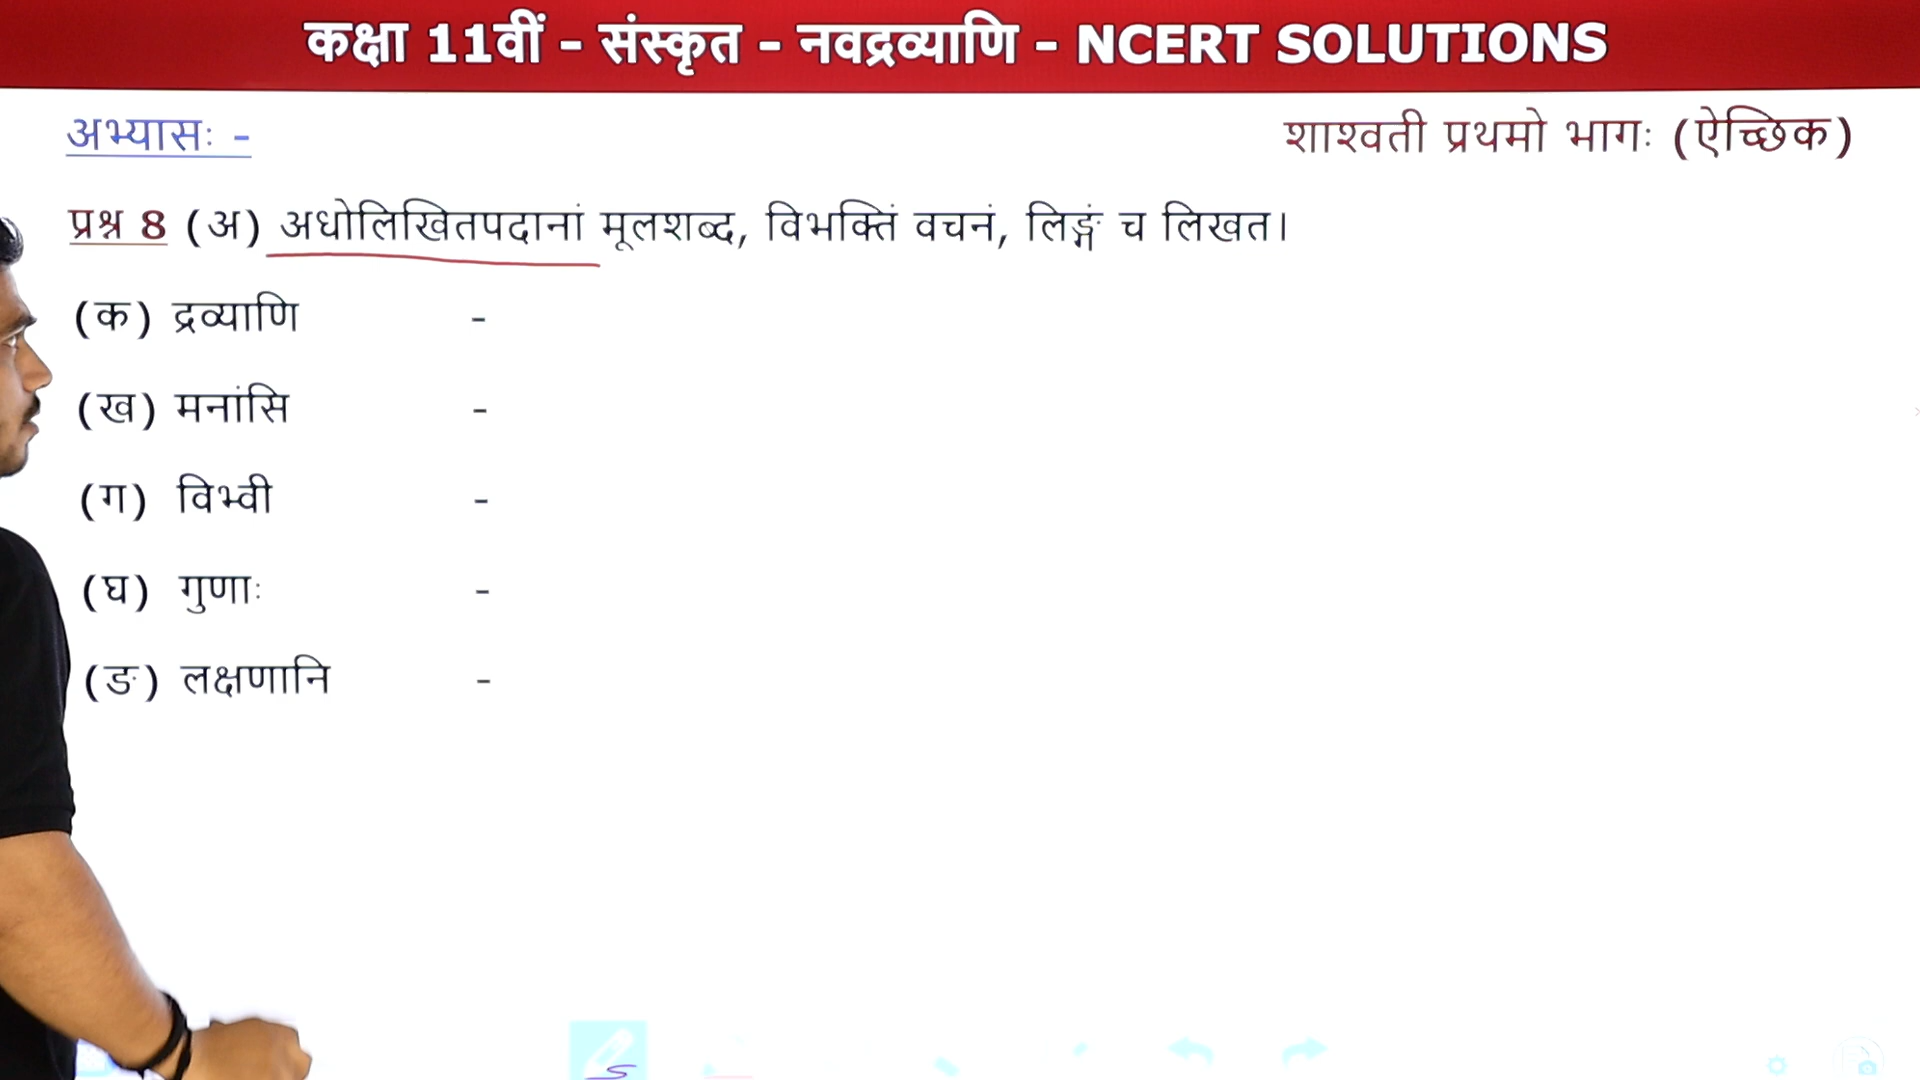 कक्षा 11वीं - संस्कृत - नवद्रव्याणि - NCERT SOLUTIONS
अभ्यासः -
शाश्वती प्रथमो भागः (ऐच्छिक)
प्रश्न 8 (अ) अधोलिखितपदानां मूलशब्द, विभक्तिं वचनं, लिङ्गं च लिखत।
(क) द्रव्याणि -
(ख) मनांसि -
(ग) विभ्वी -
(घ) गुणाः -
(ङ) लक्षणानि -